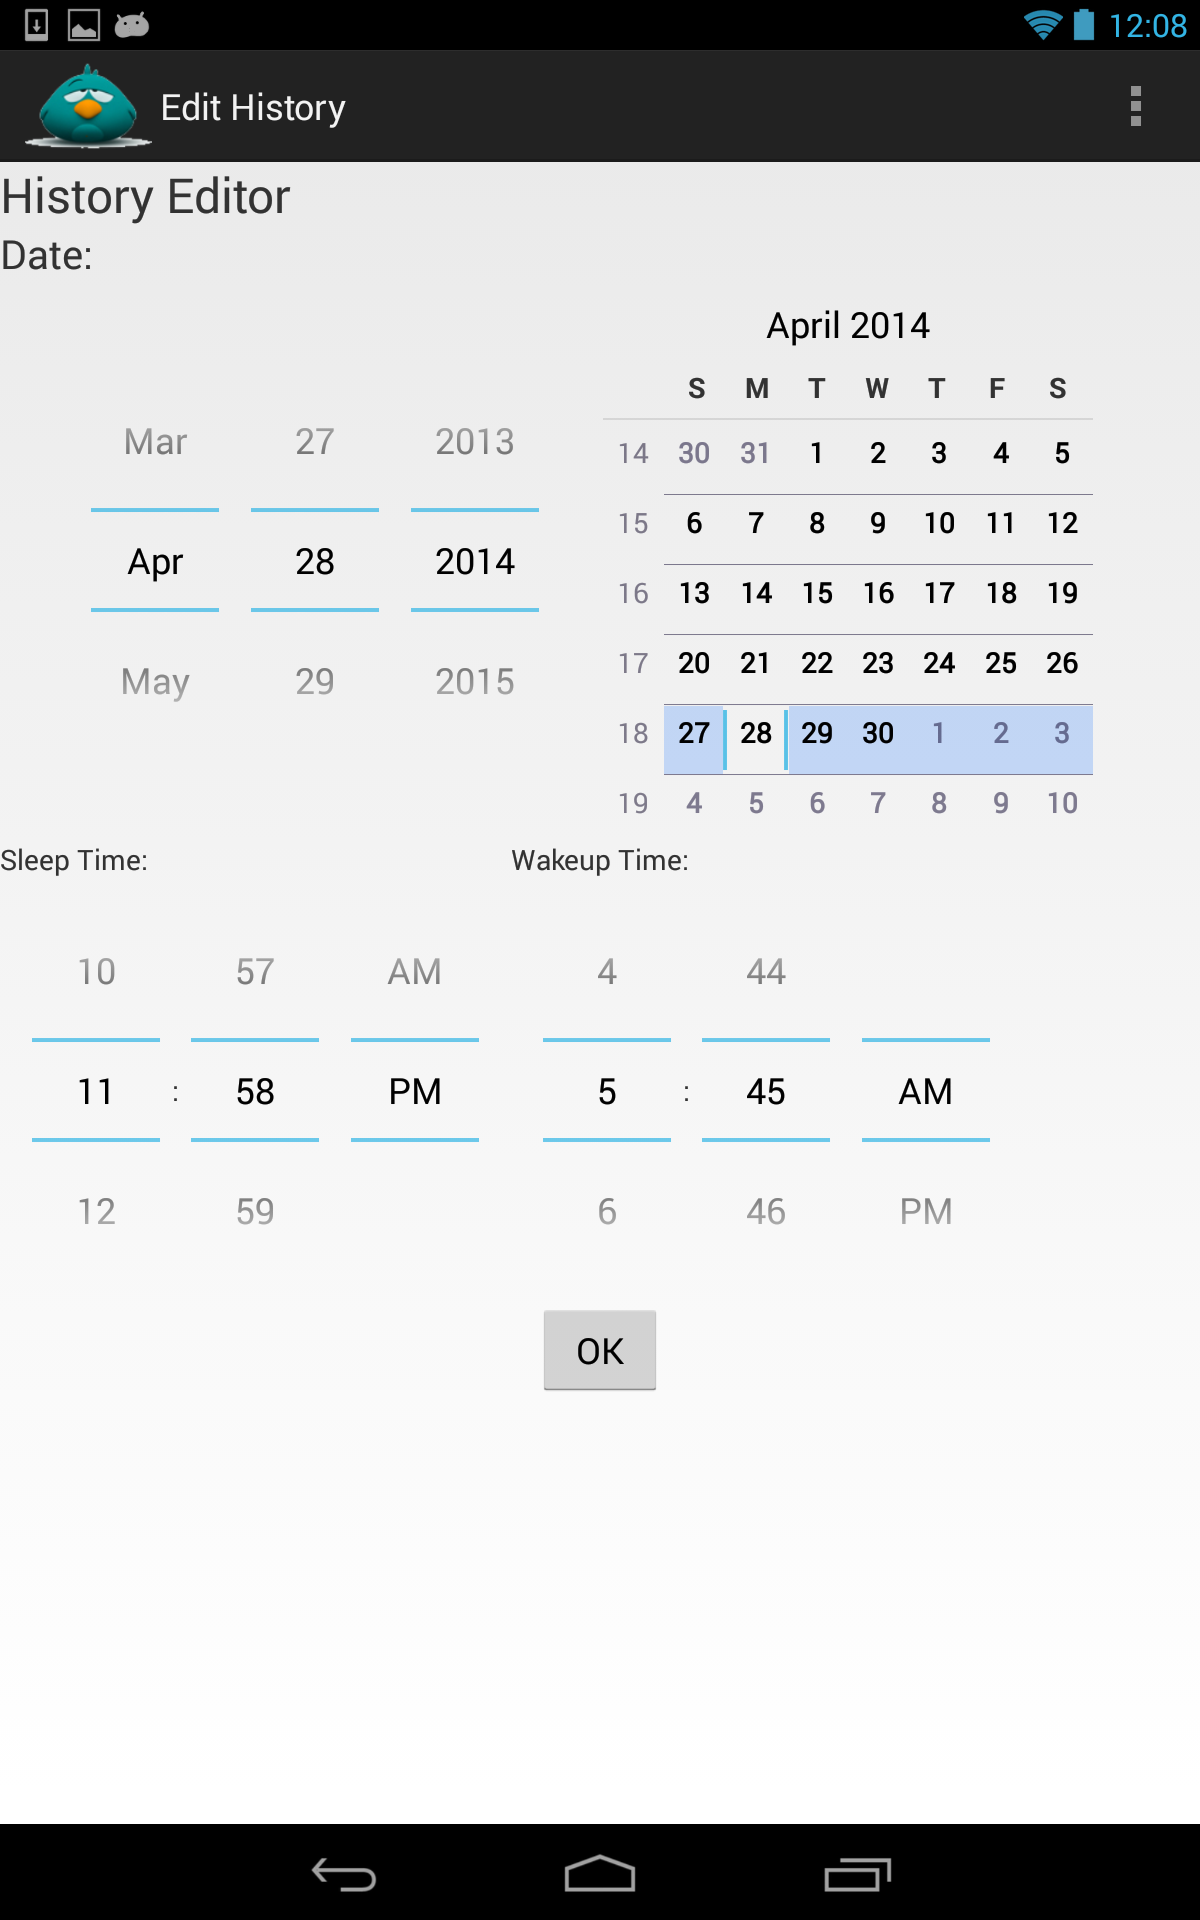 12:08
Edit History
History Editor
Date:
Mar 27 2013
Apr 28 2014
May 29 2015
April 2014
S M T W T F S
14 30 31 1 2 3 4 5
15 6 7 8 9 10 11 12
16 13 14 15 16 17 18 19
17 20 21 22 23 24 25 26
18 27 28 29 30 1 2 3
19 4 5 6 7 8 9 10
Sleep Time:
10 57 AM
11 : 58 PM
12 59
Wakeup Time:
4 44
5 : 45 AM
6 46 PM
OK